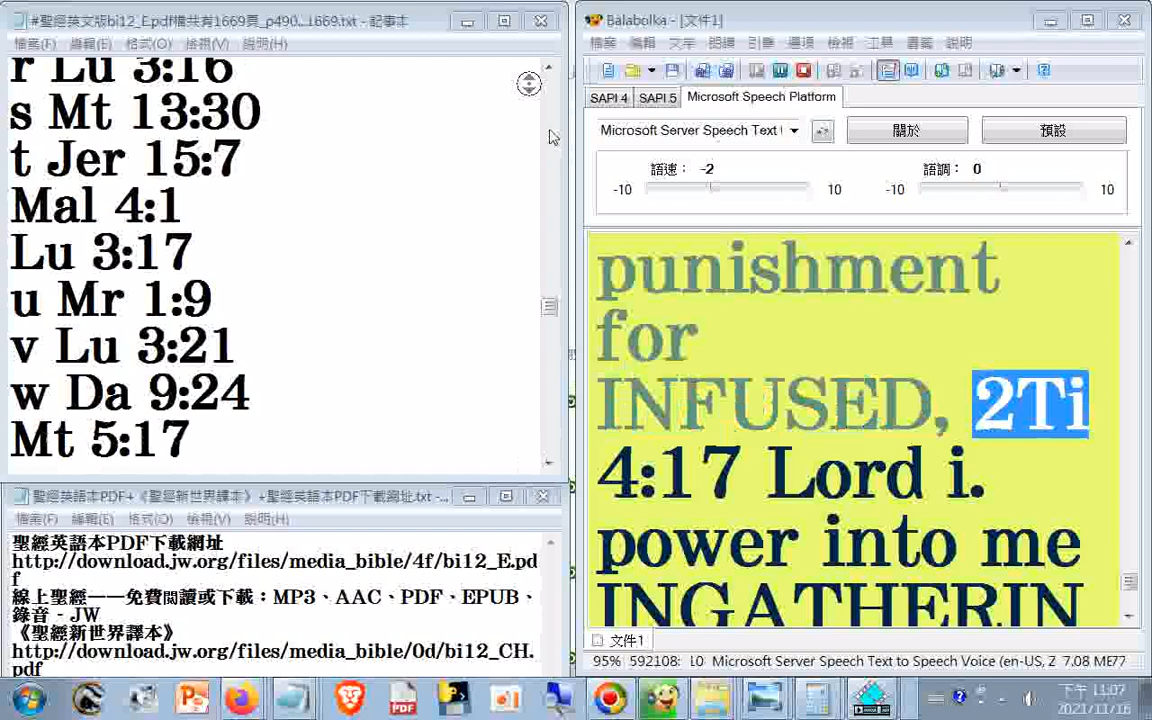 #聖經英文版bi12_E.pdf檔共有1669頁_p490...1669.txt - 記事本
檔案(F) 編輯(E) 格式(O) 檢視(V) 說明(H)
r Lu 3:16
s Mt 13:30
t Jer 15:7
Mal 4:1
Lu 3:17
u Mr 1:9
v Lu 3:21
w Da 9:24
Mt 5:17
聖經英語本PDF+《聖經新世界譯本》+聖經英語本PDF下載網址.txt - ...
檔案(F) 編輯(E) 格式(O) 檢視(V) 說明(H)
聖經英語本PDF下載網址
http://download.jw.org/files/media_bible/4f/bi12_E.pd
f
線上聖經──免費閱讀或下載：MP3、AAC、PDF、EPUB、
錄音 - JW
《聖經新世界譯本》
http://download.jw.org/files/media_bible/0d/bi12_CH.
pdf
Balabolka - [文件1]
檔案 編輯 文字 朗讀 引擎 選項 檢視 工具 書籤 說明
SAPI 4 SAPI 5 Microsoft Speech Platform
Microsoft Server Speech Text 關於 預設
語速： -2 語調： 0
-10 10 -10 10
punishment
for
INFUSED, 2Ti
4:17 Lord i.
power into me
INGATHERIN
文件1
95% 592108: 10 Microsoft Server Speech Text to Speech Voice (en-US, Z 7.08 ME77
下午 11:07
2021/11/16